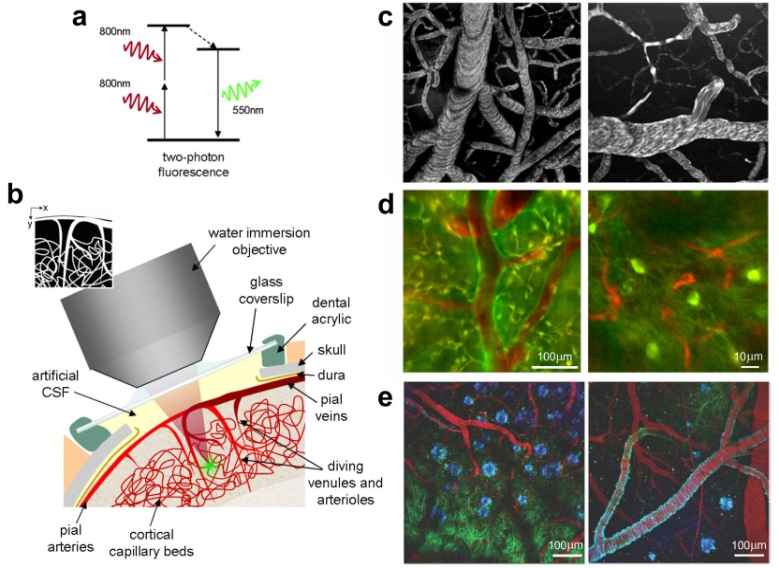 a
800nm
800nm
550nm
two-photon
fluorescence
b
x
y
water immersion
objective
glass
coverslip
dental
acrylic
skull
dura
pial
veins
artificial
CSF
diving
venules and
arterioles
pial
arteries
cortical
capillary beds
c
d
100μm
10μm
e
100μm
100μm